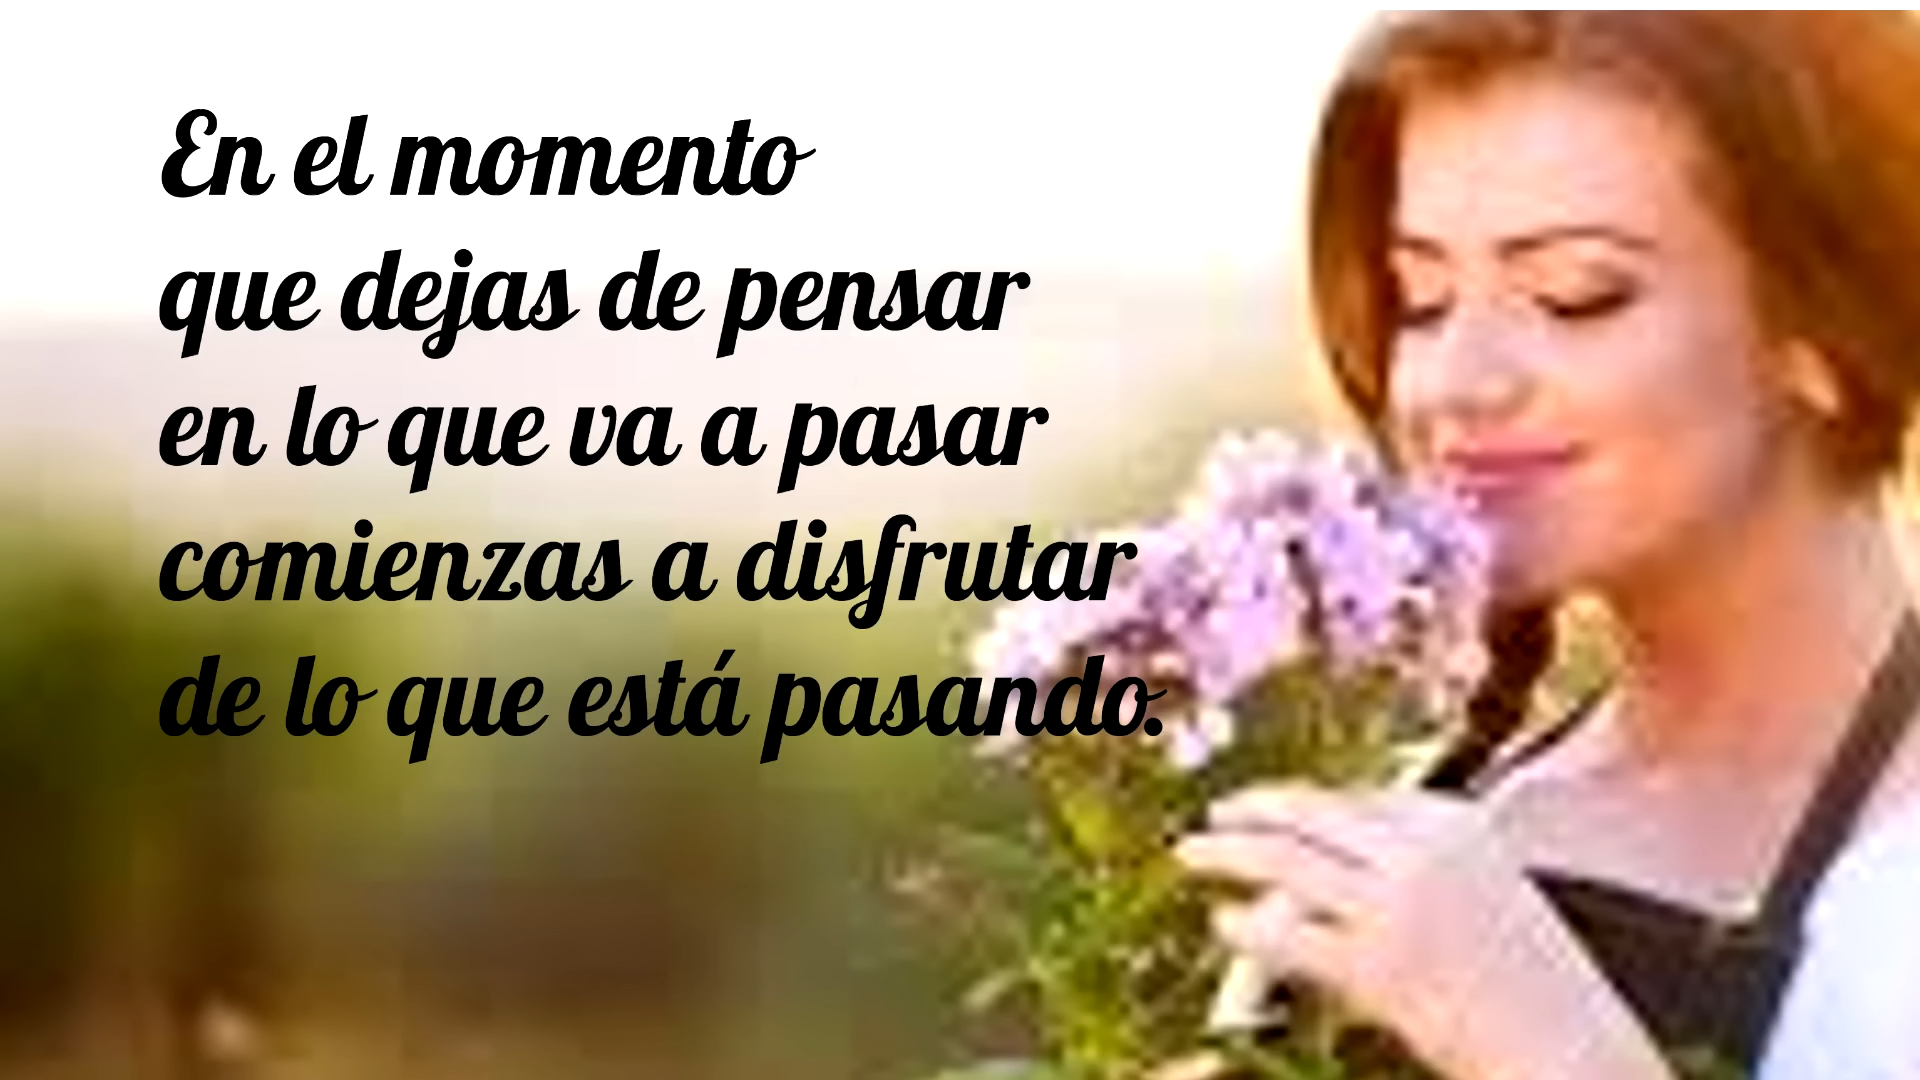 En el momento
que dejas de pensar
en lo que va a pasar
comienzas a disfrutar
de lo que está pasando.